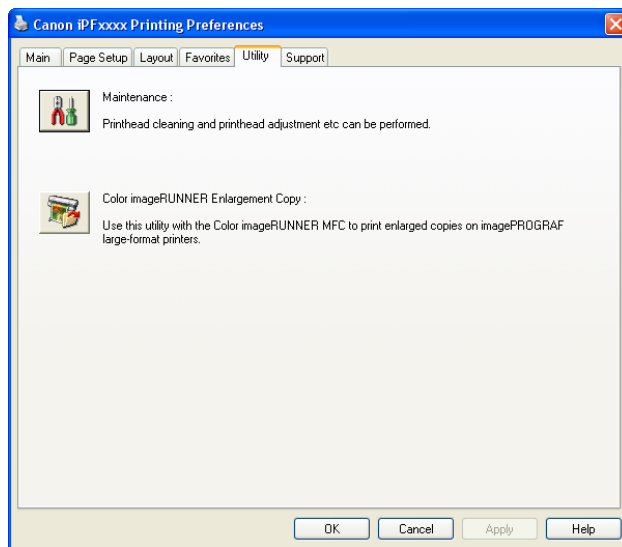 Canon iPFxxxx Printing Preferences
Main Page Setup Layout Favorites Utility Support
Maintenance :
Printhead cleaning and printhead adjustment etc can be performed.
Color imageRUNNER Enlargement Copy :
Use this utility with the Color imageRUNNER MFC to print enlarged copies on imagePROGRAF
large-format printers.
OK Cancel Apply Help